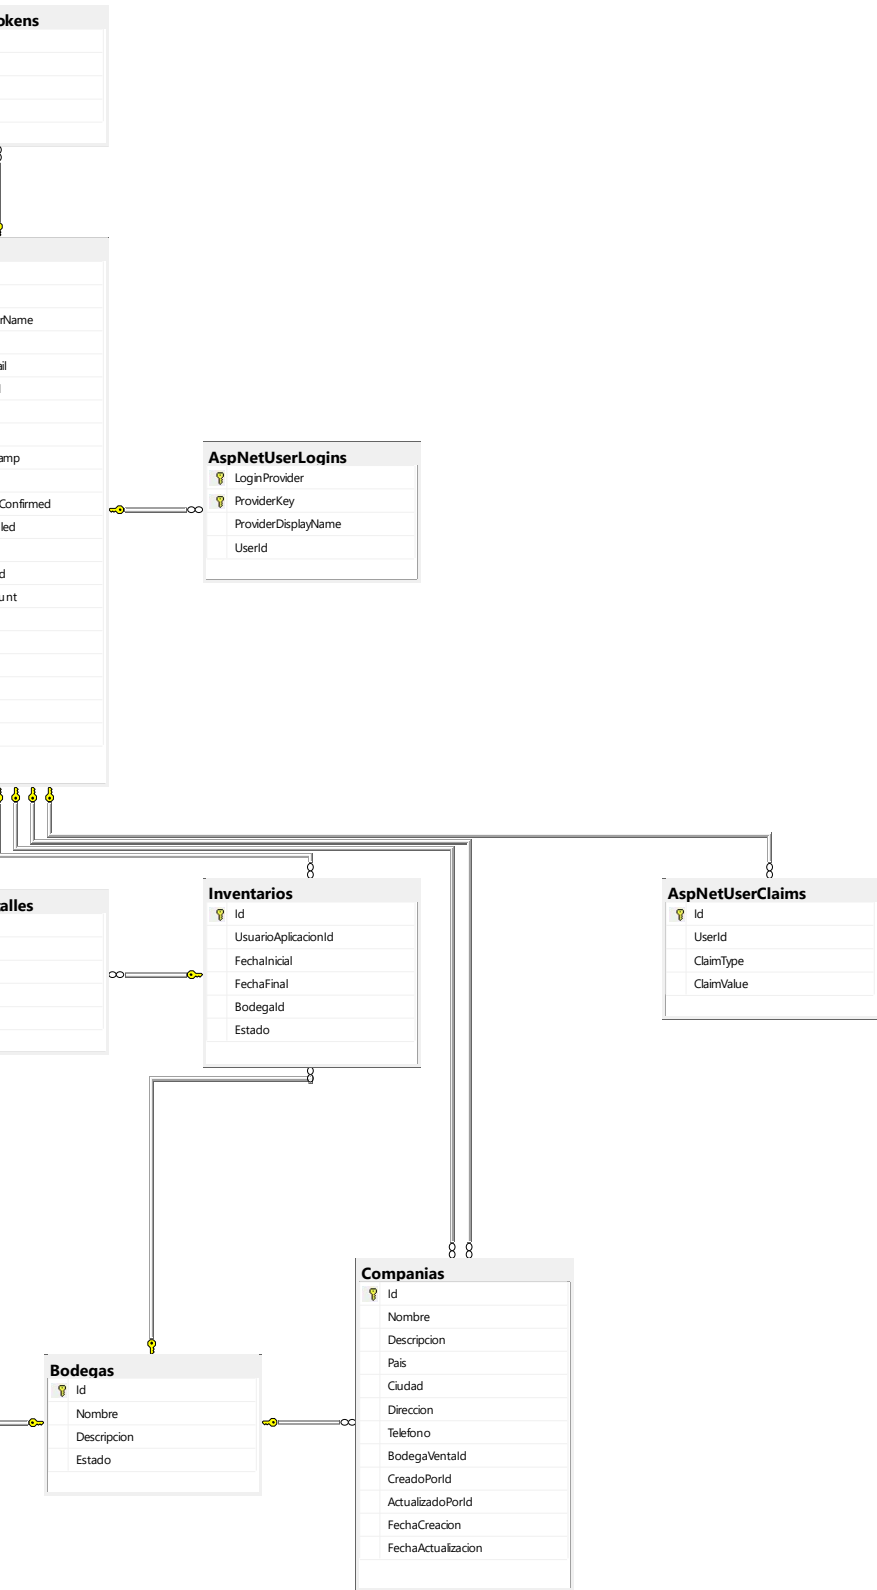 okens
rName
ail
l
amp
Confirmed
led
d
unt
AspNetUserLogins
LoginProvider
ProviderKey
ProviderDisplayName
UserId
alles
Inventarios
Id
UsuarioAplicacionId
FechaInicial
FechaFinal
BodegaId
Estado
AspNetUserClaims
Id
UserId
ClaimType
ClaimValue
Companias
Id
Nombre
Descripcion
Pais
Ciudad
Direccion
Telefono
BodegaVentaId
CreadoPorId
ActualizadoPorId
FechaCreacion
FechaActualizacion
Bodegas
Id
Nombre
Descripcion
Estado